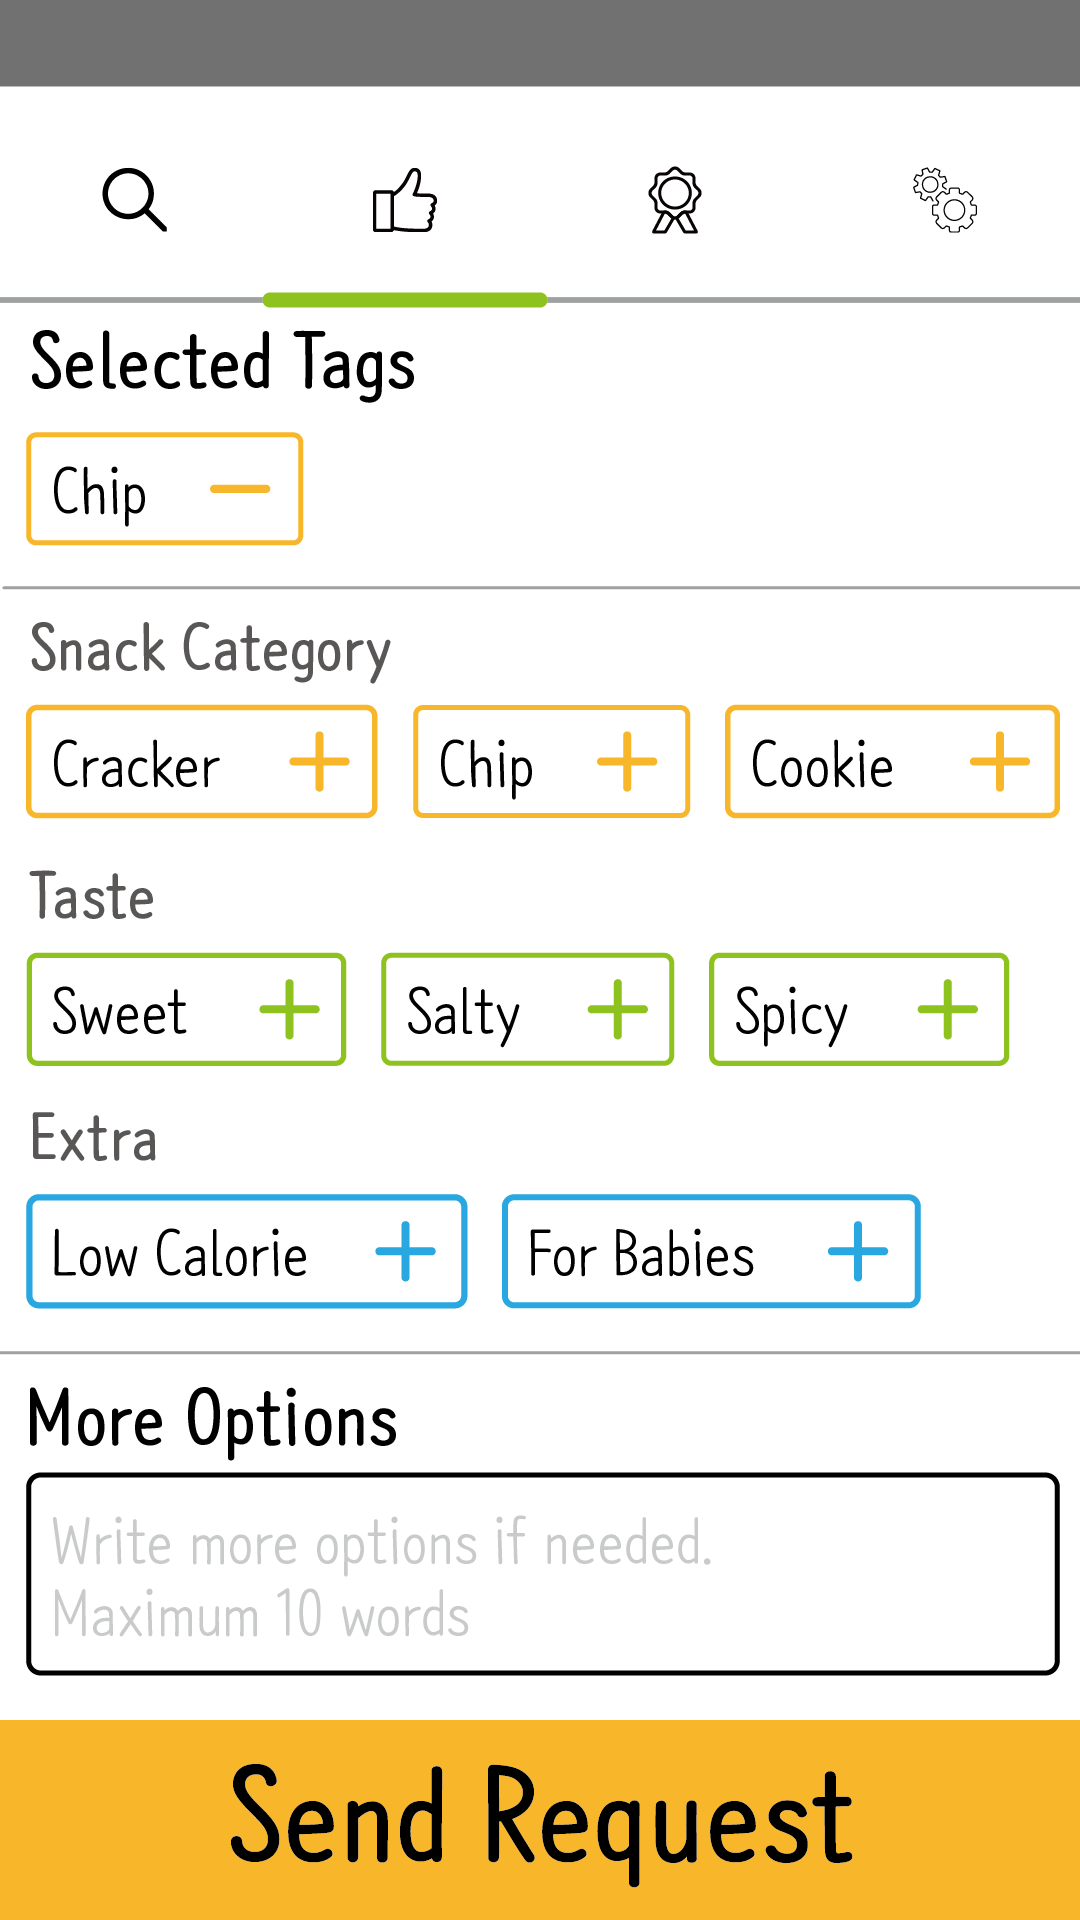 Selected Tags
Chip
Snack Category
Cracker Chip Cookie
Taste
Sweet Salty Spicy
Extra
Low Calorie For Babies
More Options
Write more options if needed.
Maximum 10 words
Send Request